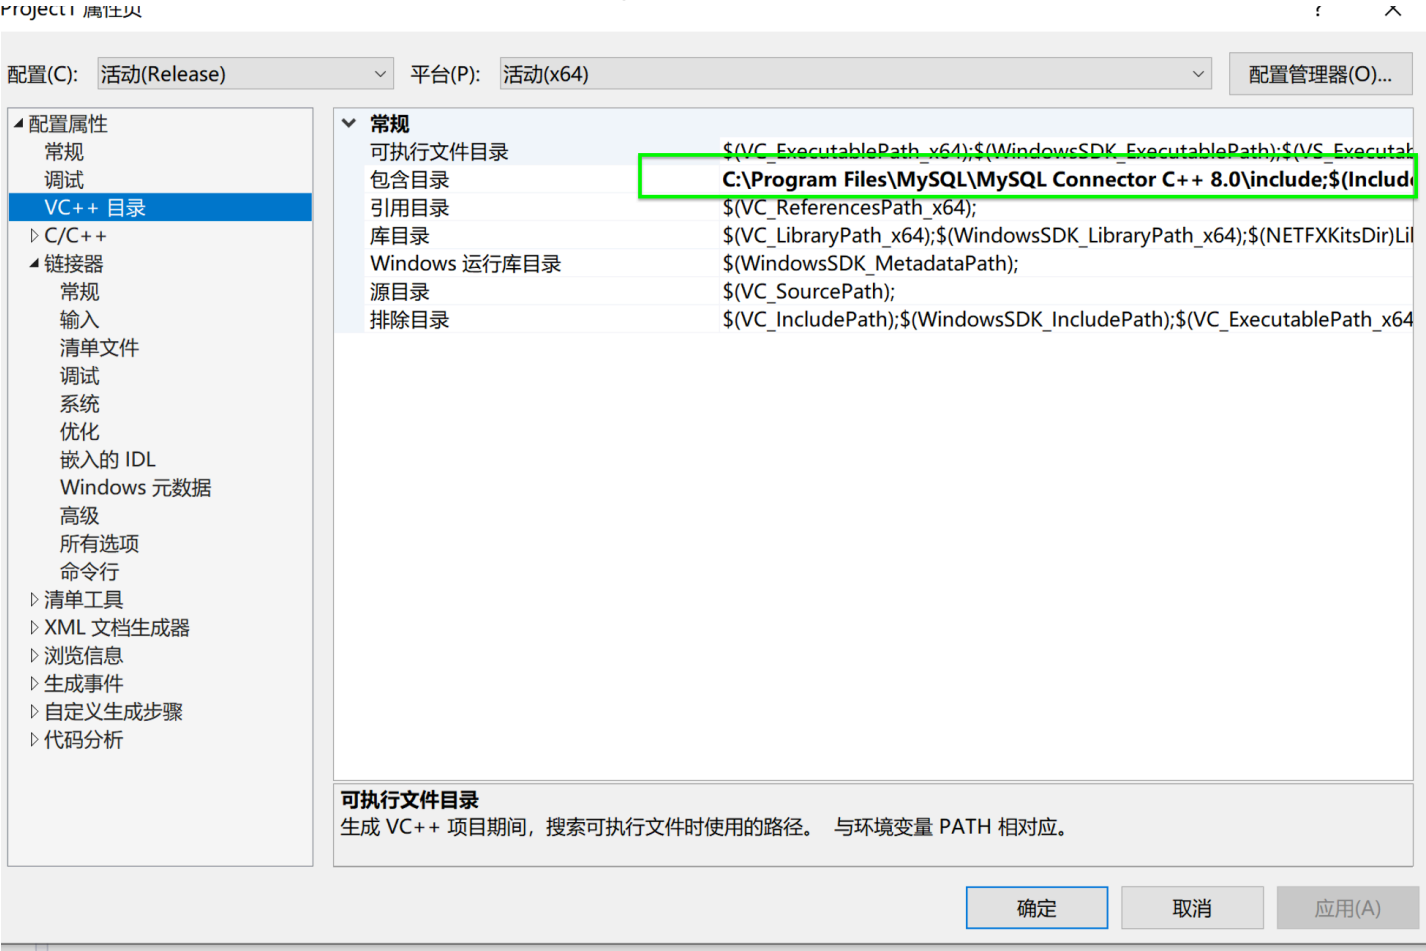 Project1 属性页
配置(C): 活动(Release) 平台(P): 活动(x64) 配置管理器(O)...
配置属性
常规
调试
VC++ 目录
C/C++
链接器
常规
输入
清单文件
调试
系统
优化
嵌入的 IDL
Windows 元数据
高级
所有选项
命令行
清单工具
XML 文档生成器
浏览信息
生成事件
自定义生成步骤
代码分析
常规
可执行文件目录 $(VC_ExecutablePath_x64);$(WindowsSDK_ExecutablePath);$(VS_Executab
包含目录 C:\Program Files\MySQL\MySQL Connector C++ 8.0\include;$(Include
引用目录 $(VC_ReferencesPath_x64);
库目录 $(VC_LibraryPath_x64);$(WindowsSDK_LibraryPath_x64);$(NETFXKitsDir)Li
Windows 运行库目录 $(WindowsSDK_MetadataPath);
源目录 $(VC_SourcePath);
排除目录 $(VC_IncludePath);$(WindowsSDK_IncludePath);$(VC_ExecutablePath_x64
可执行文件目录
生成 VC++ 项目期间，搜索可执行文件时使用的路径。 与环境变量 PATH 相对应。
确定 取消 应用(A)